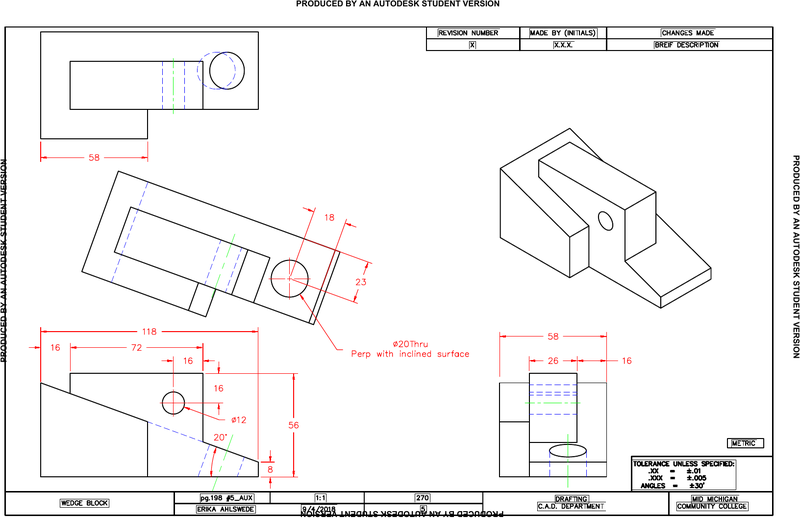 PRODUCED BY AN AUTODESK STUDENT VERSION
REVISION NUMBER
MADE BY (INITIALS)
CHANGES MADE
X
X.X.X.
BREIF DESCRIPTION
58
18
23
Ø20Thru
Perp with inclined surface
118
16
72
16
16
Ø12
20°
56
8
58
26
16
METRIC
TOLERANCE UNLESS SPECIFIED:
.XX = ±.01
.XXX = ±.005
ANGLES = ±30'
WEDGE BLOCK
pg.198 #5_AUX
1:1
270
DRAFTING
MID MICHIGAN
ERIKA AHLSWEDE
9/4/2018
5
C.A.D. DEPARTMENT
COMMUNITY COLLEGE
PRODUCED BY AN AUTODESK STUDENT VERSION
PRODUCED BY AN AUTODESK STUDENT VERSION
PRODUCED BY AN AUTODESK STUDENT VERSION